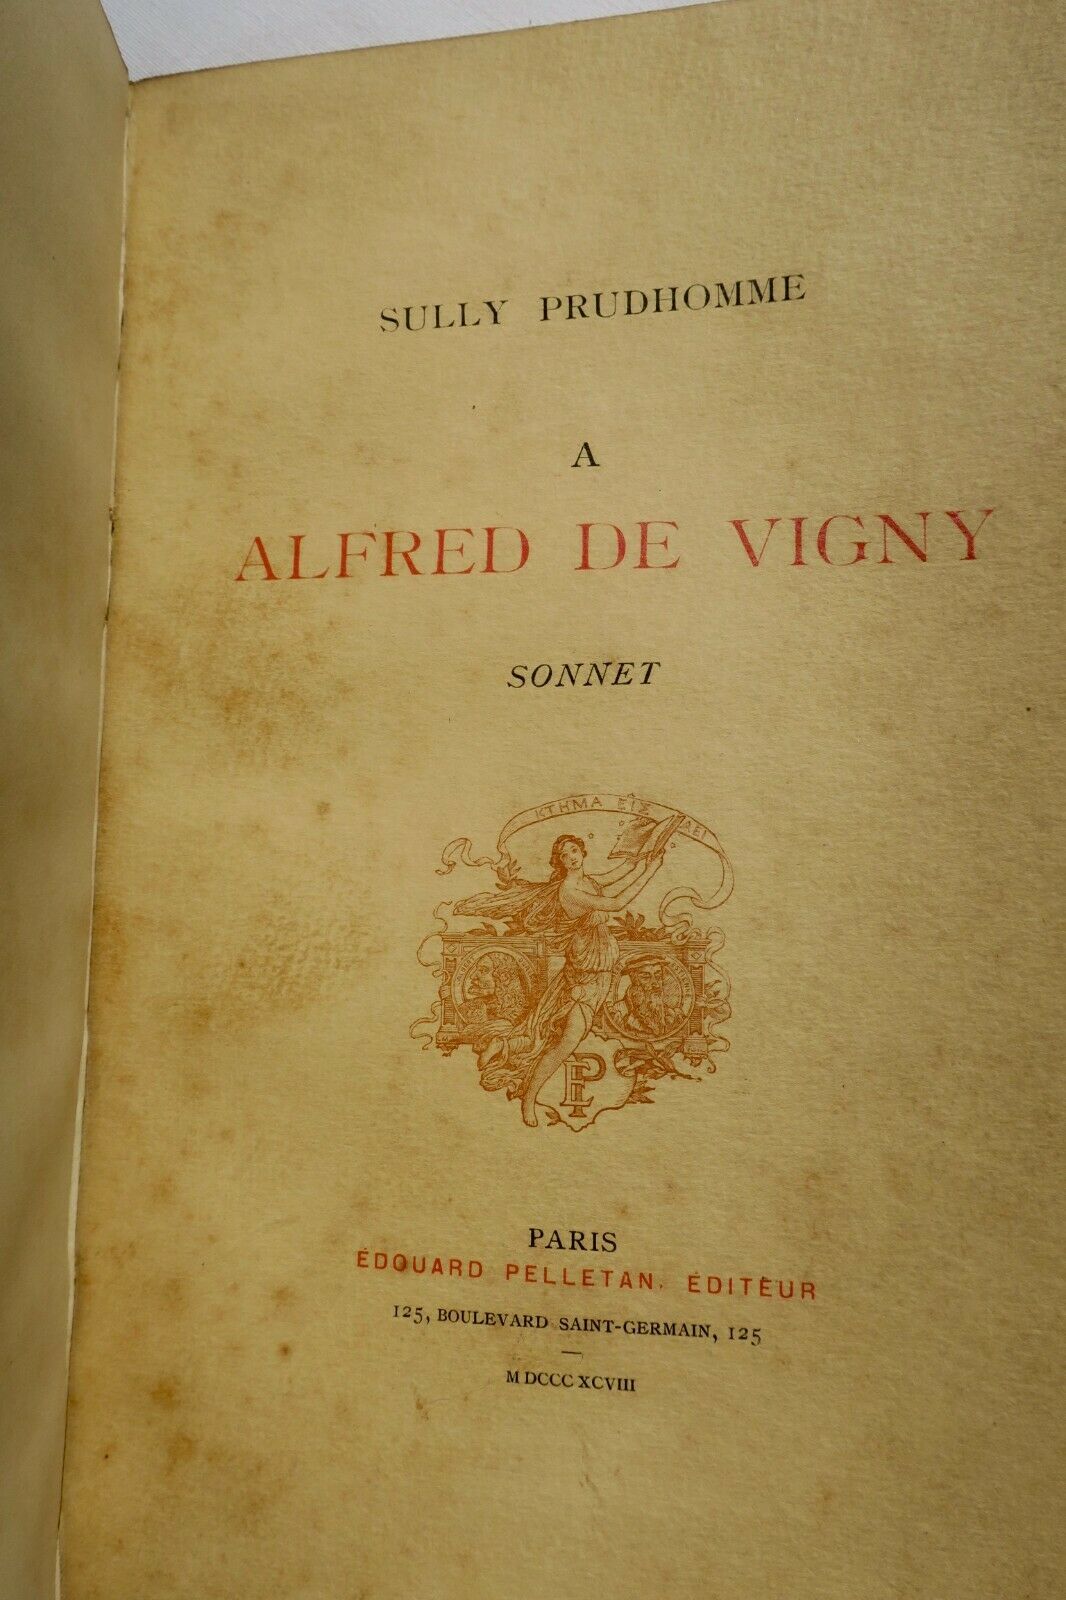 SULLY PRUDHOMME
A
ALFRED DE VIGNY
SONNET
ΚΤΗΜΑ ΕΙΣ ΑΕΙ
EP
PARIS
ÉDOUARD PELLETAN, ÉDITEUR
125, BOULEVARD SAINT-GERMAIN, 125
M DCCC XCVIII